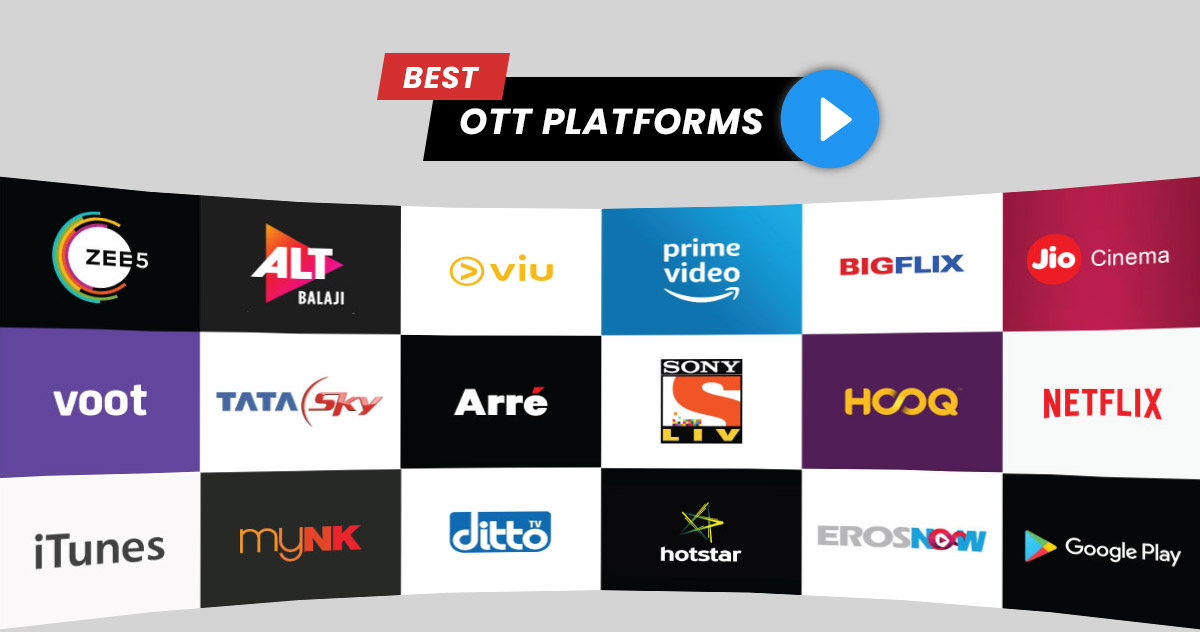 BEST
OTT PLATFORMS
ZEE5
ALT
BALAJI
viu
prime
video
BIGFLIX
Jio Cinema
voot
TATA Sky
Arré
SONY
S
LIV
HOOQ
NETFLIX
iTunes
myNK
ditto TV
hotstar
EROSNOW
Google Play